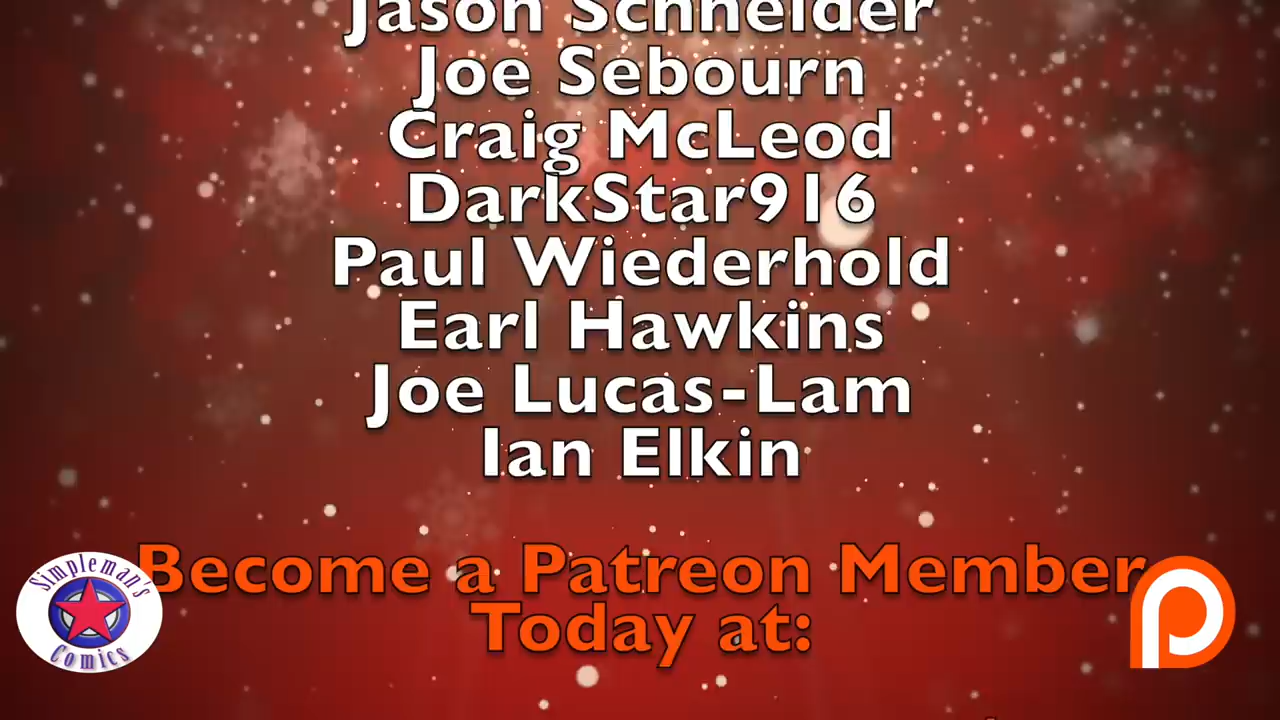 Jason Schneider
Joe Sebourn
Craig McLeod
DarkStar916
Paul Wiederhold
Earl Hawkins
Joe Lucas-Lam
Ian Elkin
Become a Patreon Member
Today at:
Simpleman's
Comics